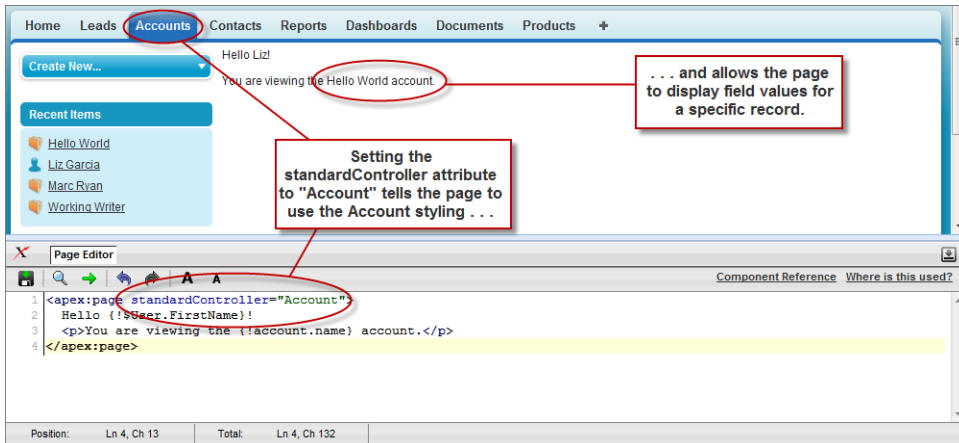 Home Leads Accounts Contacts Reports Dashboards Documents Products +
Create New...
Recent Items
Hello World
Liz Garcia
Marc Ryan
Working Writer
Hello Liz!
You are viewing the Hello World account.
. . . and allows the page
to display field values for
a specific record.
Setting the
standardController attribute
to "Account" tells the page to
use the Account styling . . .
Page Editor
A A
Component Reference Where is this used?
1 <apex:page standardController="Account">
2 Hello {!$User.FirstName}!
3 <p>You are viewing the {!account.name} account.</p>
4 </apex:page>
Position: Ln 4, Ch 13 Total: Ln 4, Ch 132